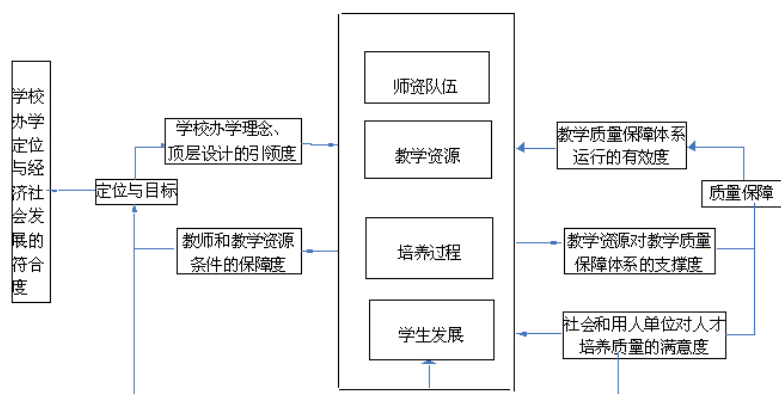 学校
办学
定位
与经
济社
会发
展的
符合
度
定位与目标
学校办学理念、
顶层设计的引领度
教师和教学资源
条件的保障度
师资队伍
教学资源
培养过程
学生发展
教学质量保障体系
运行的有效度
质量保障
教学资源对教学质量
保障体系的支撑度
社会和用人单位对人才
培养质量的满意度